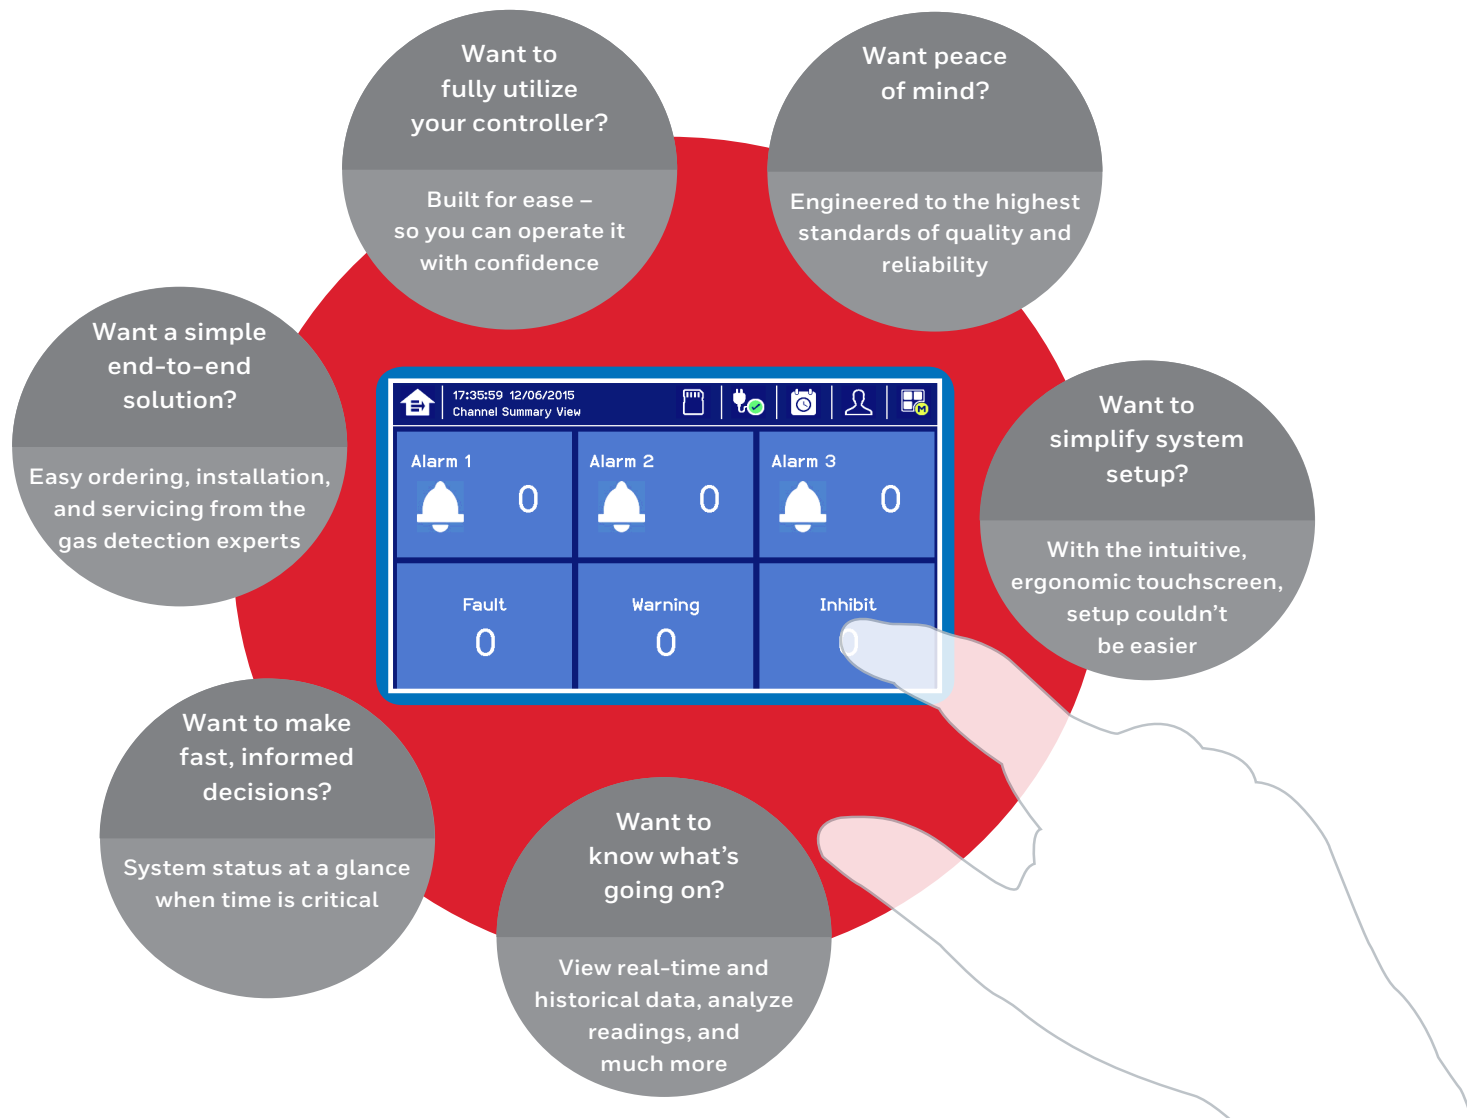 Want to
fully utilize
your controller?
Built for ease –
so you can operate it
with confidence
Want peace
of mind?
Engineered to the highest
standards of quality and
reliability
Want a simple
end-to-end
solution?
Easy ordering, installation,
and servicing from the
gas detection experts
17:35:59 12/06/2015
Channel Summary View
M
Alarm 1
0
Alarm 2
0
Alarm 3
0
Fault
0
Warning
0
Inhibit
0
Want to
simplify system
setup?
With the intuitive,
ergonomic touchscreen,
setup couldn't
be easier
Want to make
fast, informed
decisions?
System status at a glance
when time is critical
Want to
know what's
going on?
View real-time and
historical data, analyze
readings, and
much more